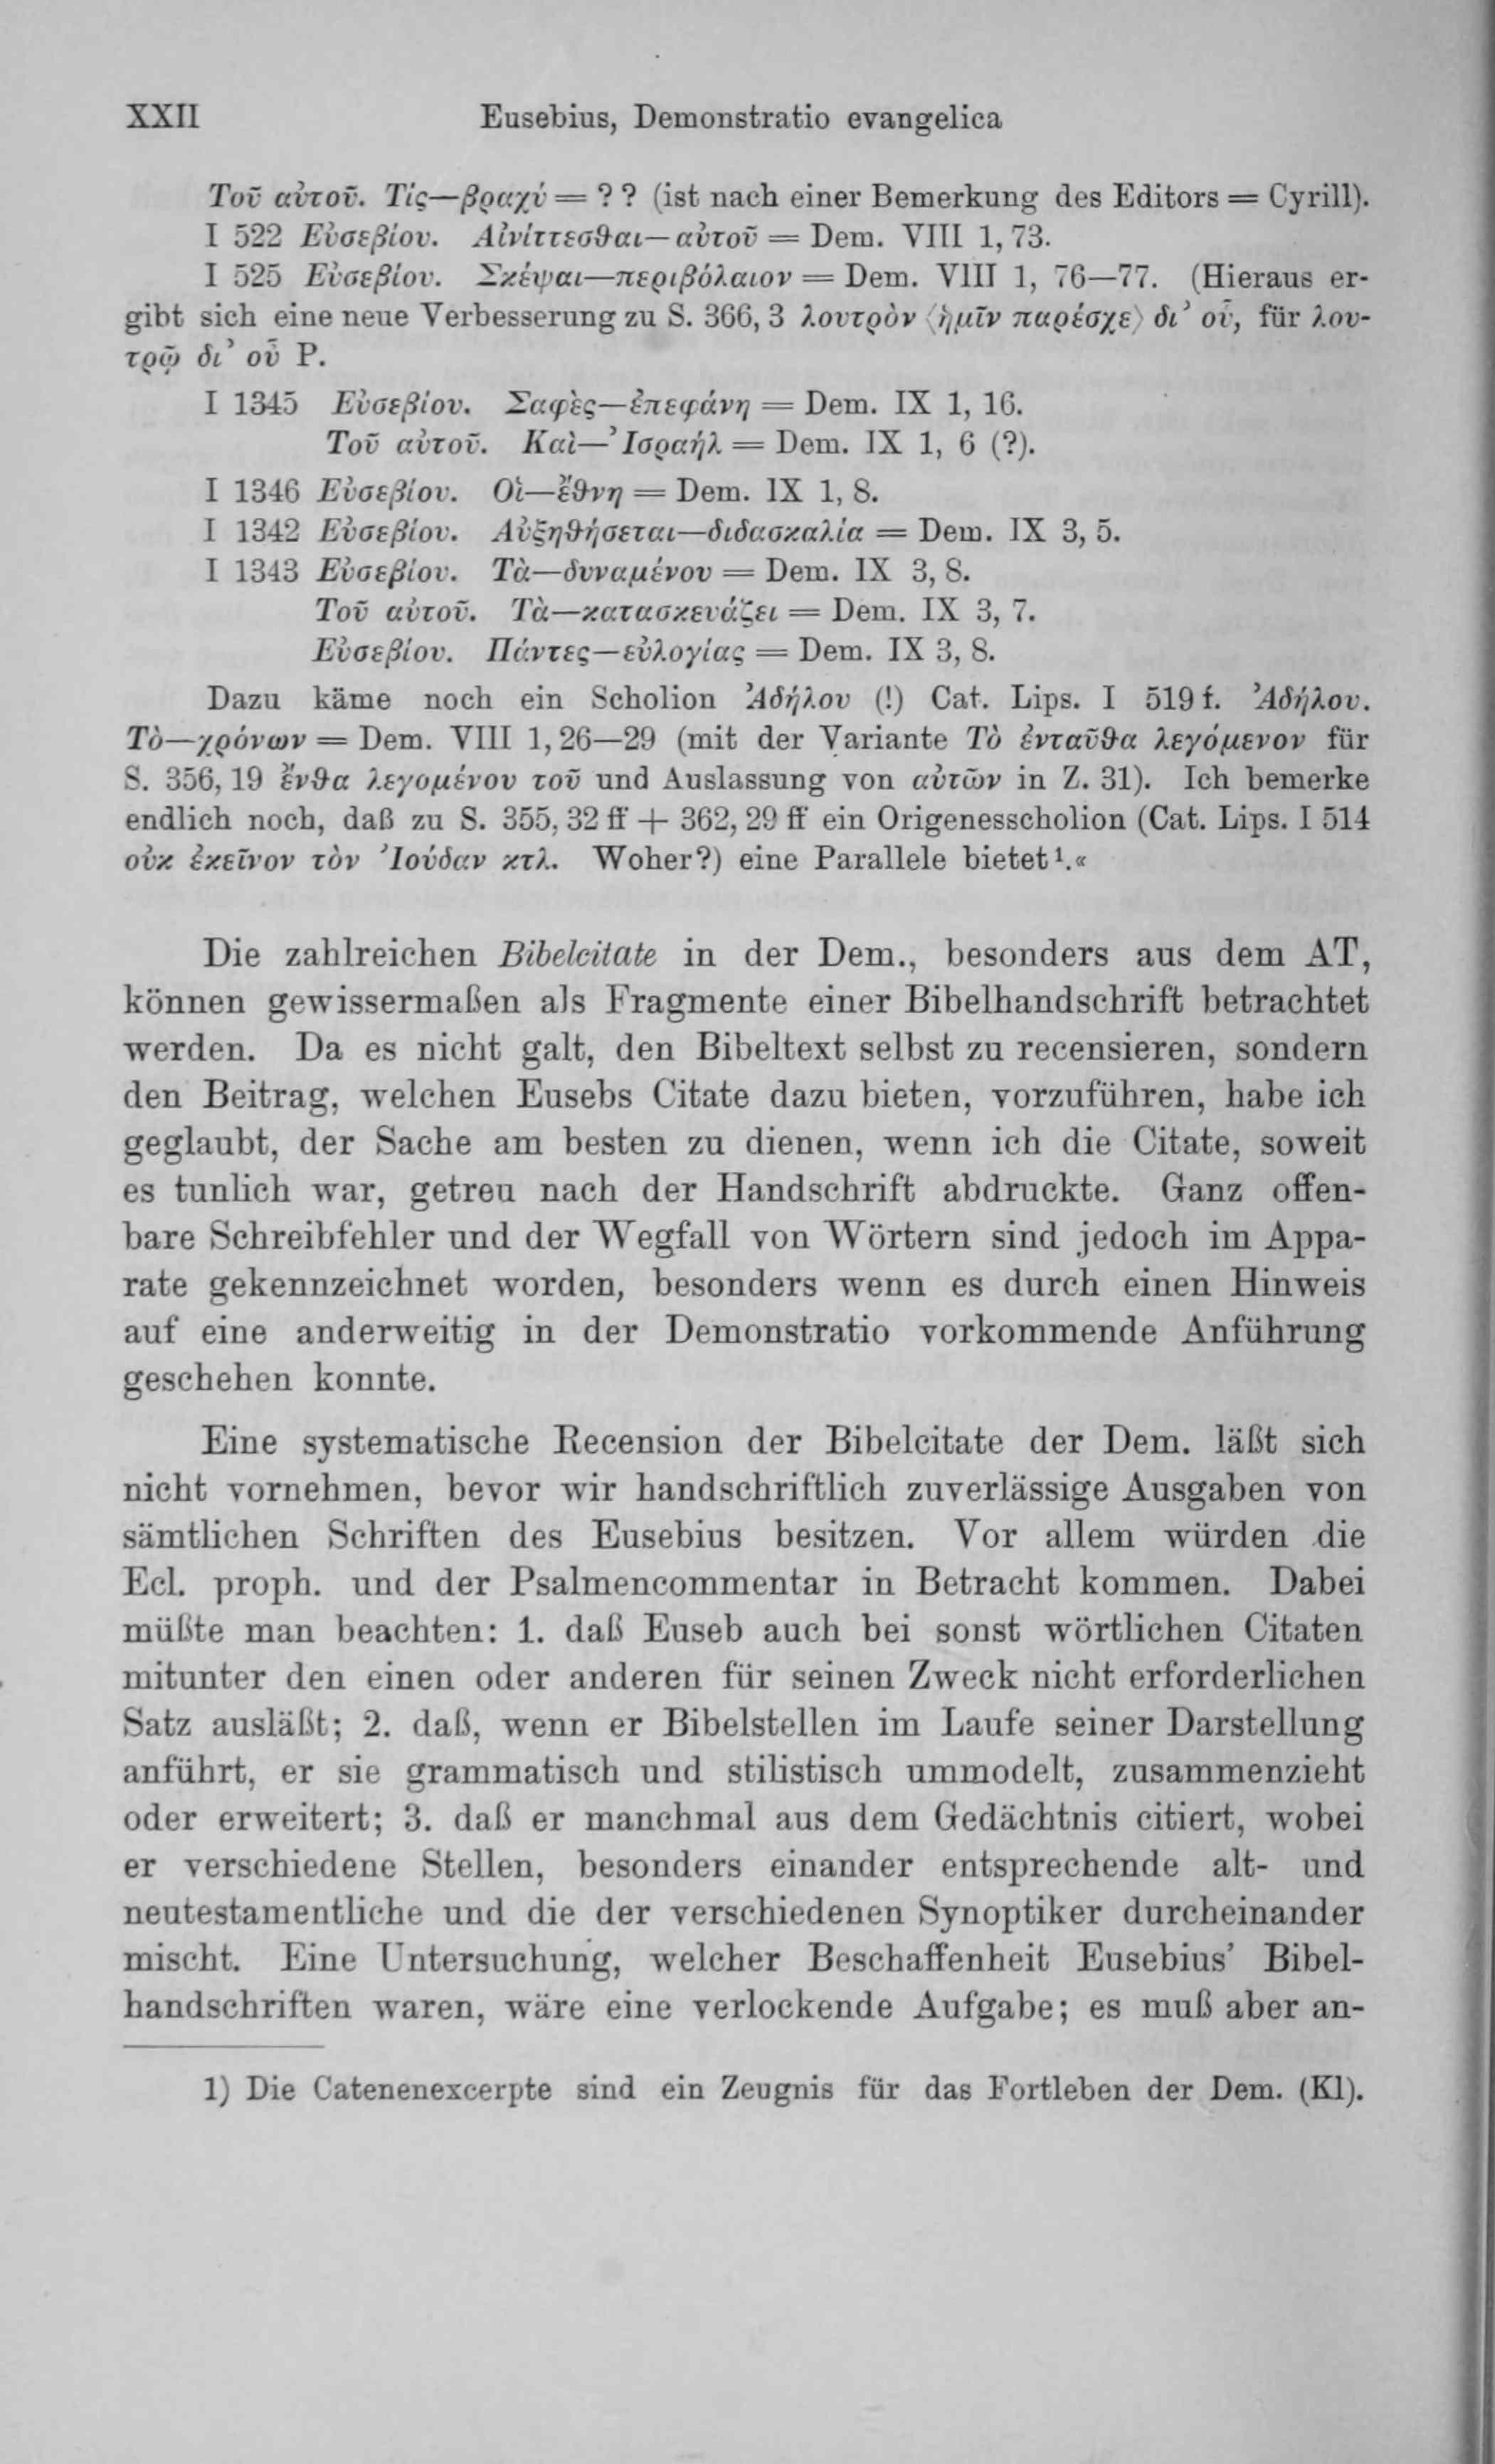 XXII Eusebius, Demonstratio evangelica
Τοῦ αὐτοῦ. Τίς—βραχύ = ? ? (ist nach einer Bemerkung des Editors = Cyrill).
I 522 Εὐσεβίου. Αἰνίττεσθαι—αὐτοῦ = Dem. VIII 1, 73.
I 525 Εὐσεβίου. Σκέψαι—περιβόλαιον = Dem. VIII 1, 76—77. (Hieraus er-
gibt sich eine neue Verbesserung zu S. 366, 3 λουτρὸν ⟨ἡμῖν παρέσχε⟩ δι’ οὗ, für λου-
τρῷ δι’ οὗ P.
I 1345 Εὐσεβίου. Σαφὲς—ἐπεφάνη = Dem. IX 1, 16.
Τοῦ αὐτοῦ. Καὶ—Ἰσραήλ = Dem. IX 1, 6 (?).
I 1346 Εὐσεβίου. Οἱ—ἔθνη = Dem. IX 1, 8.
I 1342 Εὐσεβίου. Αὐξηθήσεται—διδασκαλία = Dem. IX 3, 5.
I 1343 Εὐσεβίου. Τὰ—δυναμένου = Dem. IX 3, 8.
Τοῦ αὐτοῦ. Τὰ—κατασκευάζει = Dem. IX 3, 7.
Εὐσεβίου. Πάντες—εὐλογίας = Dem. IX 3, 8.
Dazu käme noch ein Scholion Ἀδήλου (!) Cat. Lips. I 519 f. Ἀδήλου.
Τὸ—χρόνων = Dem. VIII 1, 26—29 (mit der Variante Τὸ ἐνταῦθα λεγόμενον für
S. 356, 19 ἔνθα λεγομένου τοῦ und Auslassung von αὐτῶν in Z. 31). Ich bemerke
endlich noch, daß zu S. 355, 32 ff + 362, 29 ff ein Origenesscholion (Cat. Lips. I 514
οὐκ ἐκεῖνον τὸν Ἰούδαν κτλ. Woher?) eine Parallele bietet ¹.«
Die zahlreichen Bibelcitate in der Dem., besonders aus dem AT,
können gewissermaßen als Fragmente einer Bibelhandschrift betrachtet
werden. Da es nicht galt, den Bibeltext selbst zu recensieren, sondern
den Beitrag, welchen Eusebs Citate dazu bieten, vorzuführen, habe ich
geglaubt, der Sache am besten zu dienen, wenn ich die Citate, soweit
es tunlich war, getreu nach der Handschrift abdruckte. Ganz offen-
bare Schreibfehler und der Wegfall von Wörtern sind jedoch im Appa-
rate gekennzeichnet worden, besonders wenn es durch einen Hinweis
auf eine anderweitig in der Demonstratio vorkommende Anführung
geschehen konnte.
Eine systematische Recension der Bibelcitate der Dem. läßt sich
nicht vornehmen, bevor wir handschriftlich zuverlässige Ausgaben von
sämtlichen Schriften des Eusebius besitzen. Vor allem würden die
Ecl. proph. und der Psalmencommentar in Betracht kommen. Dabei
müßte man beachten: 1. daß Euseb auch bei sonst wörtlichen Citaten
mitunter den einen oder anderen für seinen Zweck nicht erforderlichen
Satz ausläßt; 2. daß, wenn er Bibelstellen im Laufe seiner Darstellung
anführt, er sie grammatisch und stilistisch ummodelt, zusammenzieht
oder erweitert; 3. daß er manchmal aus dem Gedächtnis citiert, wobei
er verschiedene Stellen, besonders einander entsprechende alt- und
neutestamentliche und die der verschiedenen Synoptiker durcheinander
mischt. Eine Untersuchung, welcher Beschaffenheit Eusebius’ Bibel-
handschriften waren, wäre eine verlockende Aufgabe; es muß aber an-
1) Die Catenenexcerpte sind ein Zeugnis für das Fortleben der Dem. (Kl).